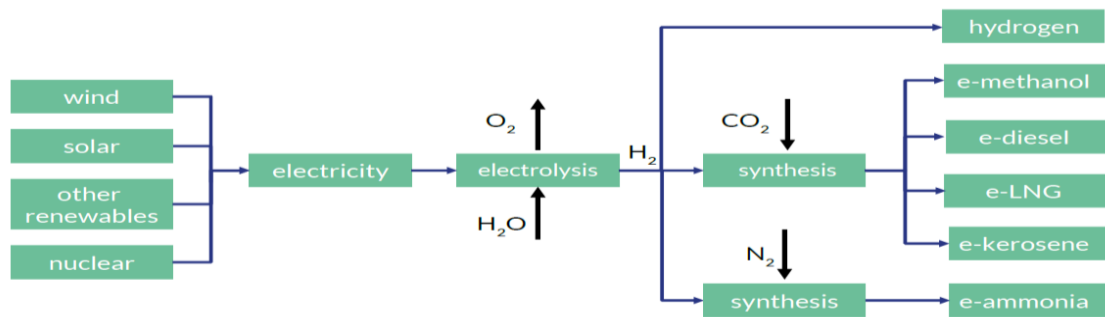 wind
solar
other
renewables
nuclear
electricity
O₂
electrolysis
H₂O
H₂
CO₂
synthesis
N₂
synthesis
hydrogen
e-methanol
e-diesel
e-LNG
e-kerosene
e-ammonia